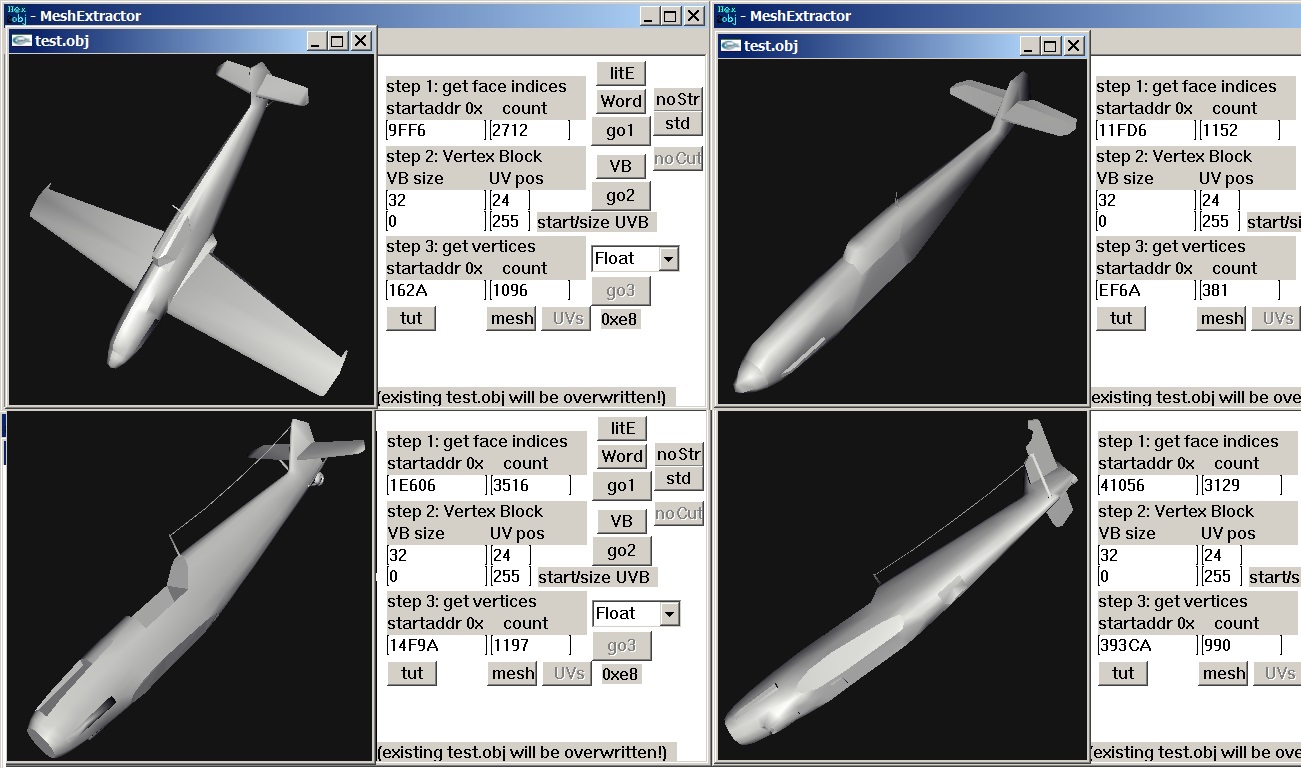 Hex
obj - MeshExtractor
test.obj
step 1: get face indices
startaddr 0x count
9FF6 2712
litE
Word noStr
go1 std
step 2: Vertex Block
VB size UV pos
32 24
0 255 start/size UVB
VB noCut
go2
step 3: get vertices
startaddr 0x count
162A 1096
Float
go3
tut mesh UVs 0xe8
(existing test.obj will be overwritten!)
Hex
obj - MeshExtractor
test.obj
step 1: get face indices
startaddr 0x count
11FD6 1152
step 2: Vertex Block
VB size UV pos
32 24
0 255 start/si
step 3: get vertices
startaddr 0x count
EF6A 381
tut mesh UVs
existing test.obj will be ove
step 1: get face indices
startaddr 0x count
1E606 3516
litE
Word noStr
go1 std
step 2: Vertex Block
VB size UV pos
32 24
0 255 start/size UVB
VB noCut
go2
step 3: get vertices
startaddr 0x count
14F9A 1197
Float
go3
tut mesh UVs 0xe8
(existing test.obj will be overwritten!)
step 1: get face indices
startaddr 0x count
41056 3129
step 2: Vertex Block
VB size UV pos
32 24
0 255 start/s
step 3: get vertices
startaddr 0x count
393CA 990
tut mesh UVs
(existing test.obj will be ove